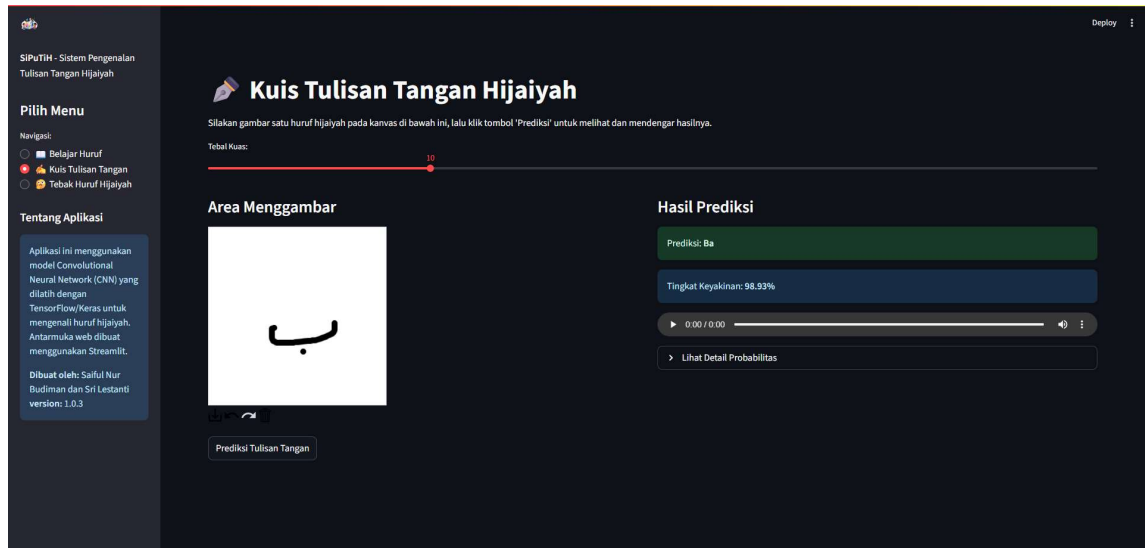 Deploy
SiPuTiH - Sistem Pengenalan
Tulisan Tangan Hijaiyah
Pilih Menu
Navigasi:
Belajar Huruf
Kuis Tulisan Tangan
Tebak Huruf Hijaiyah
Tentang Aplikasi
Aplikasi ini menggunakan
model Convolutional
Neural Network (CNN) yang
dilatih dengan
TensorFlow/Keras untuk
mengenali huruf hijaiyah.
Antarmuka web dibuat
menggunakan Streamlit.
Dibuat oleh: Saiful Nur
Budiman dan Sri Lestanti
version: 1.0.3
Kuis Tulisan Tangan Hijaiyah
Silakan gambar satu huruf hijaiyah pada kanvas di bawah ini, lalu klik tombol 'Prediksi' untuk melihat dan mendengar hasilnya.
Tebal Kuas:
10
Area Menggambar
ب
Prediksi Tulisan Tangan
Hasil Prediksi
Prediksi: Ba
Tingkat Keyakinan: 98.93%
0:00 / 0:00
Lihat Detail Probabilitas